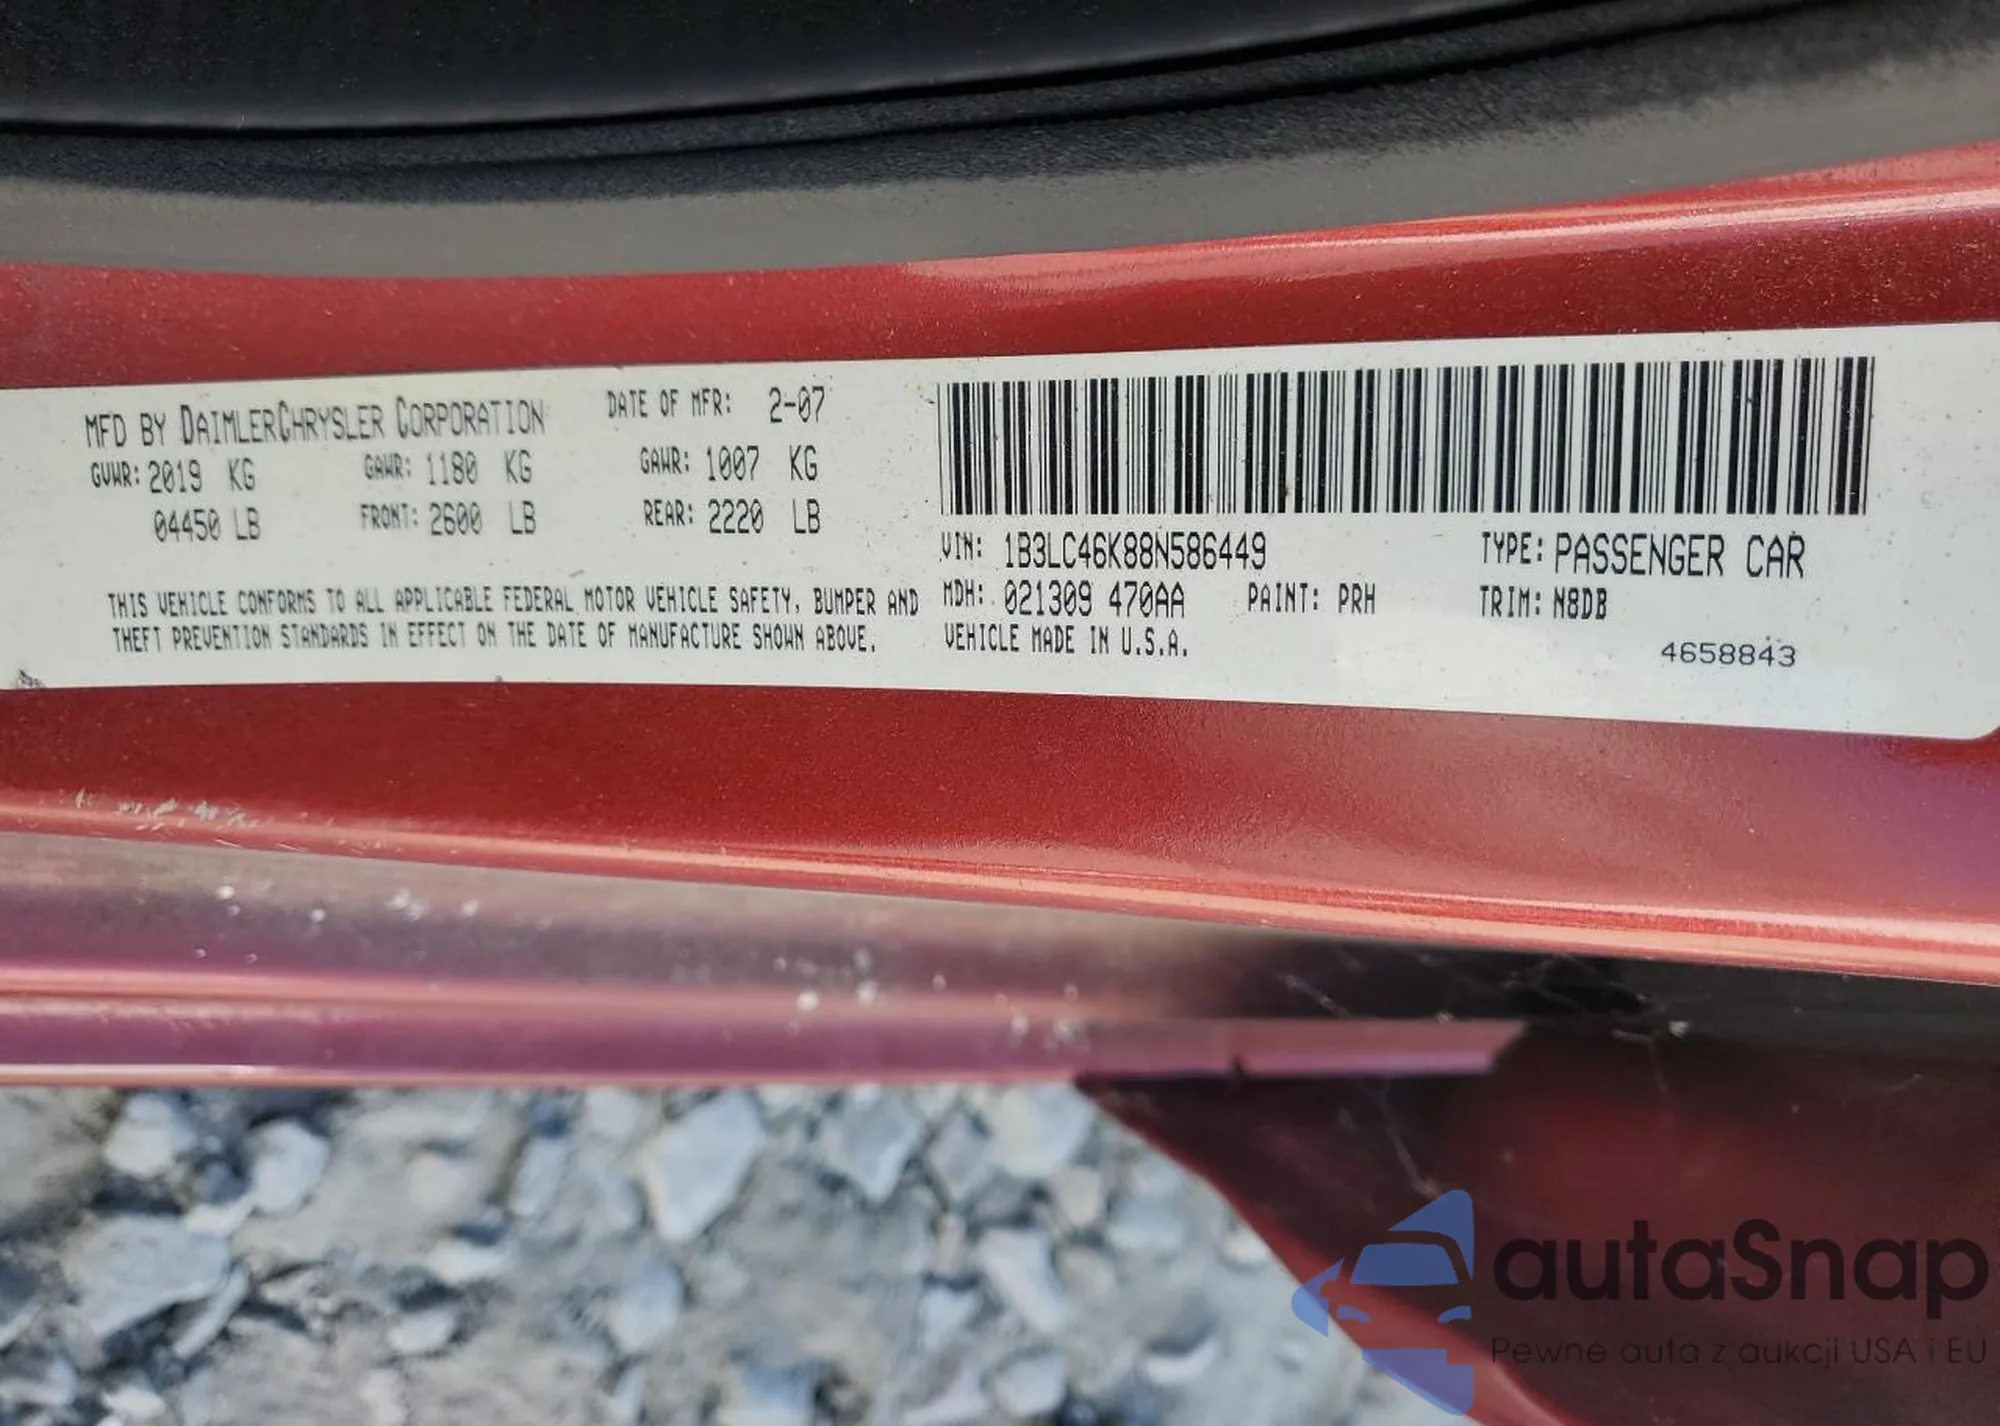 MFD BY DAIMLERCHRYSLER CORPORATION DATE OF MFR: 2-07
GVWR: 2019 KG GAWR: 1180 KG GAWR: 1007 KG
04450 LB FRONT: 2600 LB REAR: 2220 LB
THIS VEHICLE CONFORMS TO ALL APPLICABLE FEDERAL MOTOR VEHICLE SAFETY, BUMPER AND
THEFT PREVENTION STANDARDS IN EFFECT ON THE DATE OF MANUFACTURE SHOWN ABOVE.
VIN: 1B3LC46K88N586449 TYPE: PASSENGER CAR
MDH: 021309 470AA PAINT: PRH TRIM: N8DB
VEHICLE MADE IN U.S.A.
4658843
autaSnap
Pewne auta z aukcji USA i EU